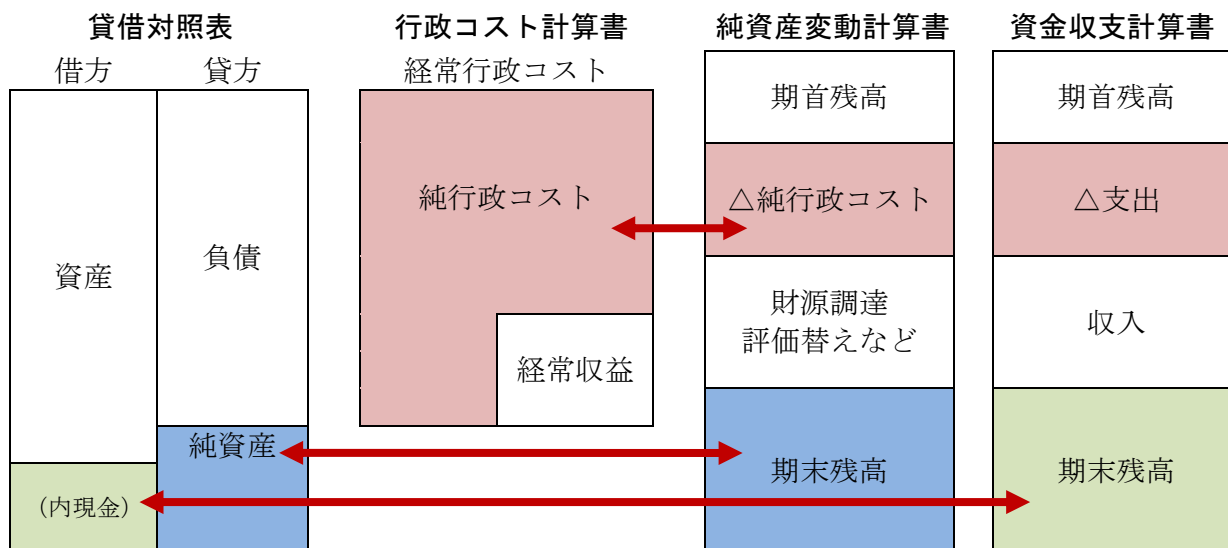 貸借対照表
借方
貸方
資産
(内現金)
負債
純資産
行政コスト計算書
経常行政コスト
純行政コスト
経常収益
純資産変動計算書
期首残高
△純行政コスト
財源調達
評価替えなど
期末残高
資金収支計算書
期首残高
△支出
収入
期末残高